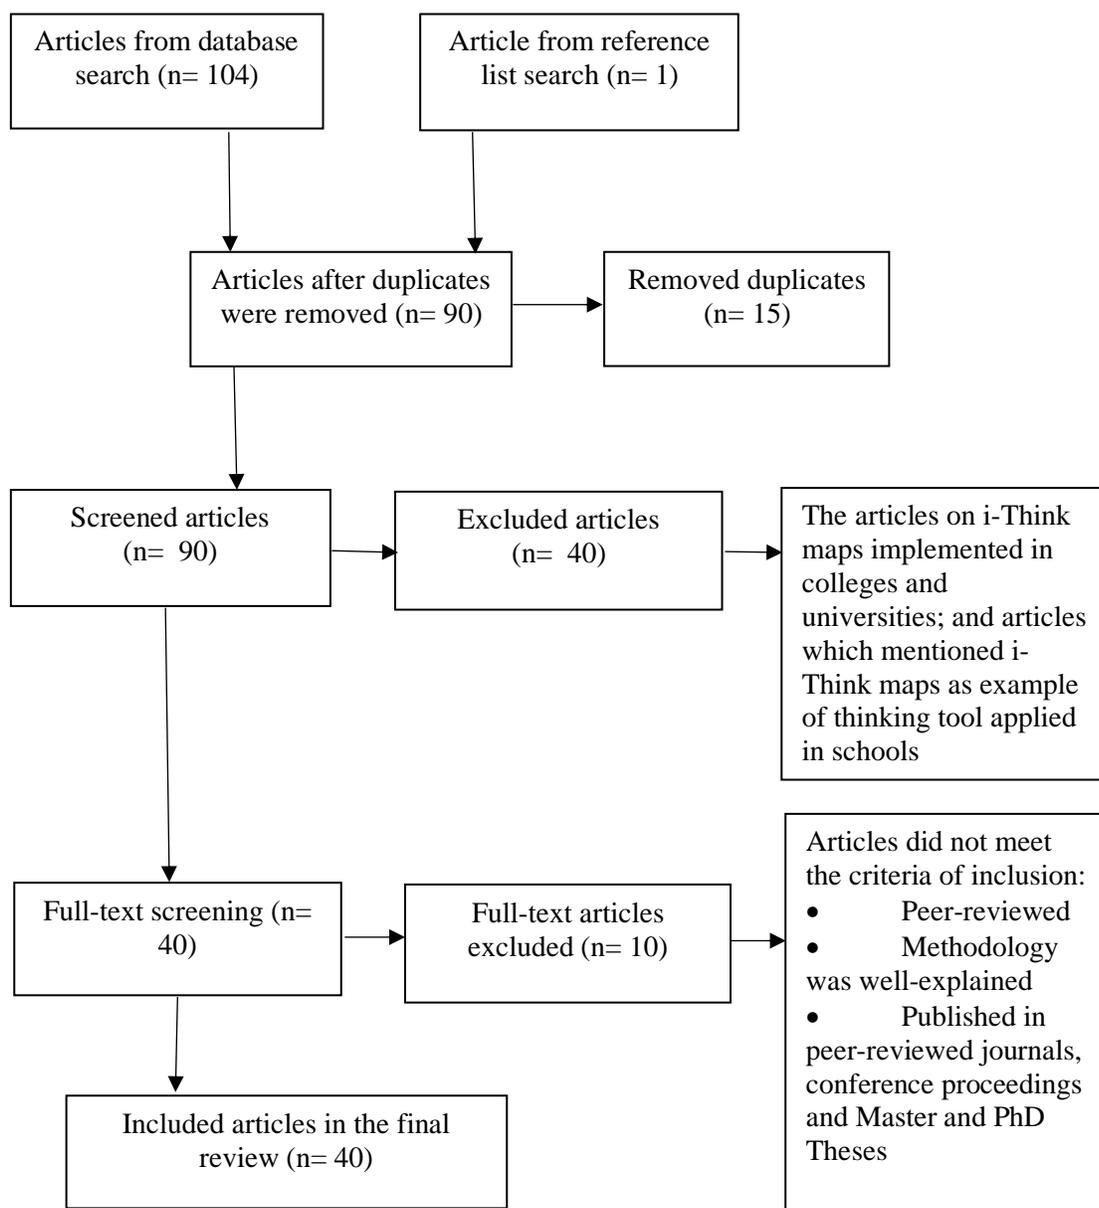 Articles from database
search (n= 104)
Article from reference
list search (n= 1)
Articles after duplicates
were removed (n= 90)
Removed duplicates
(n= 15)
Screened articles
(n=  90)
Excluded articles
(n=  40)
The articles on i-Think
maps implemented in
colleges and
universities; and articles
which mentioned i-
Think maps as example
of thinking tool applied
in schools
Full-text screening (n=
40)
Full-text articles
excluded (n= 10)
Articles did not meet
the criteria of inclusion:
• Peer-reviewed
• Methodology
was well-explained
• Published in
peer-reviewed journals,
conference proceedings
and Master and PhD
Theses
Included articles in the final
review (n= 40)